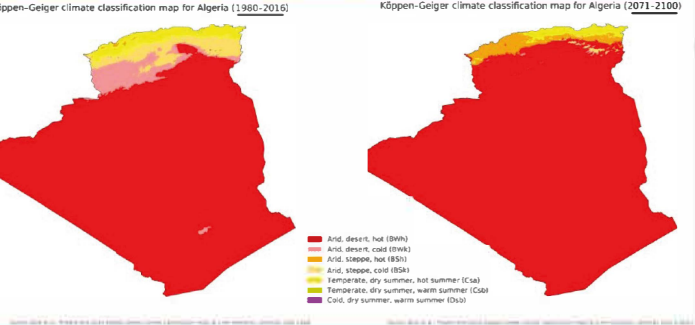 öppen-Geiger climate classification map for Algeria (1980-2016)
Köppen-Geiger climate classification map for Algeria (2071-2100)
Arid, desert, hot (BWh)
Arid, desert, cold (BWk)
Arid, steppe, hot (BSh)
Arid, steppe, cold (BSk)
Temperate, dry summer, hot summer (Csa)
Temperate, dry summer, warm summer (Csb)
Cold, dry summer, warm summer (Dsb)